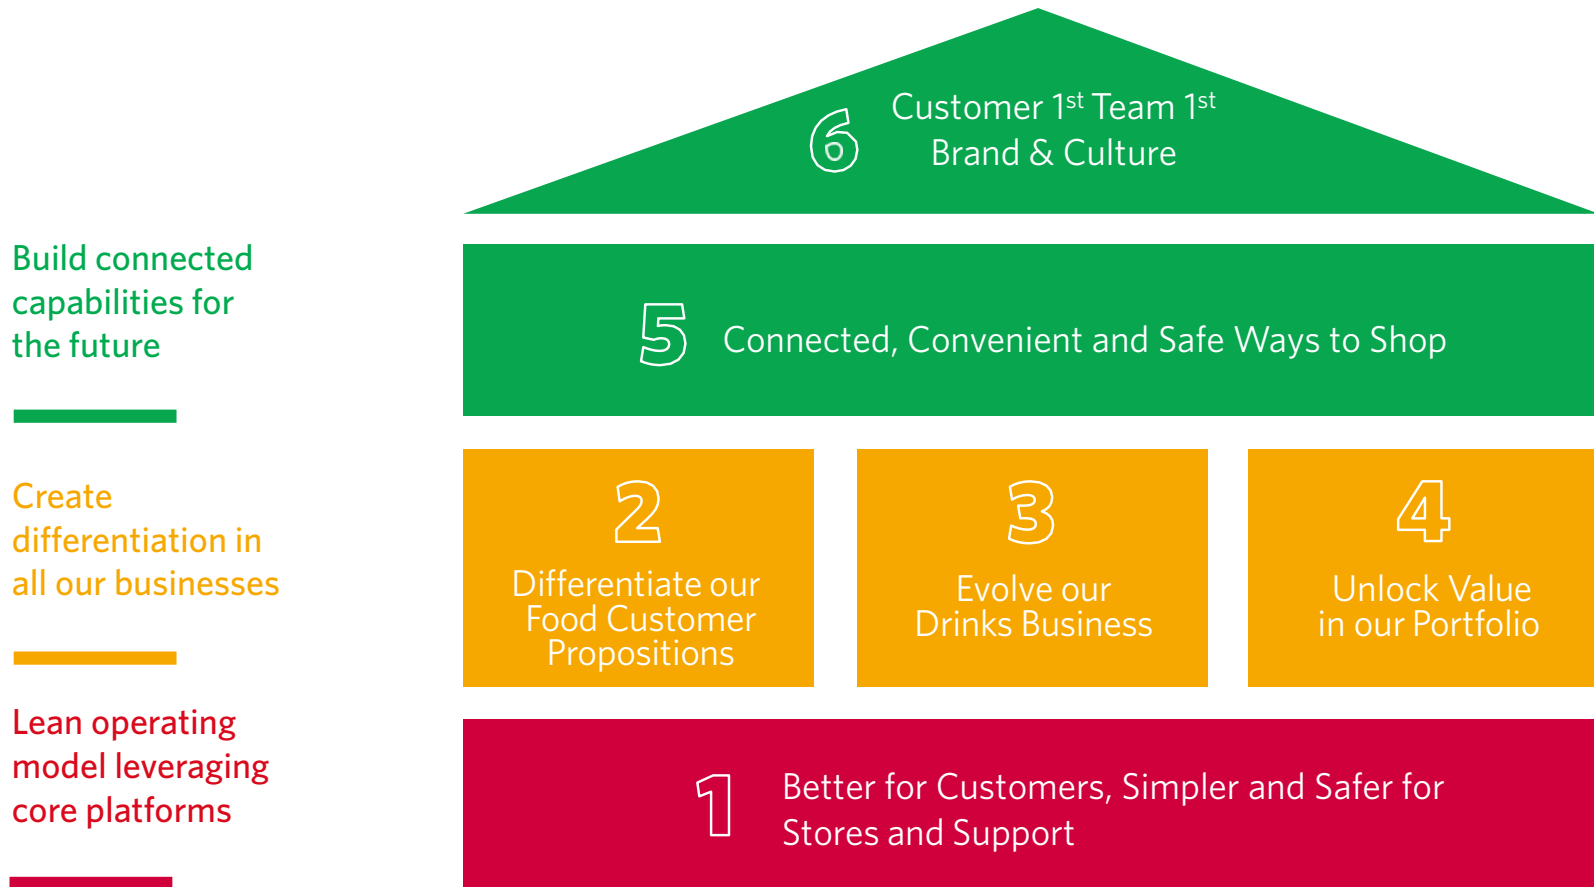 6
Customer 1st Team 1st
Brand & Culture
Build connected
capabilities for
the future
5
Connected, Convenient and Safe Ways to Shop
Create
differentiation in
all our businesses
2
Differentiate our
Food Customer
Propositions
3
Evolve our
Drinks Business
4
Unlock Value
in our Portfolio
Lean operating
model leveraging
core platforms
1
Better for Customers, Simpler and Safer for
Stores and Support